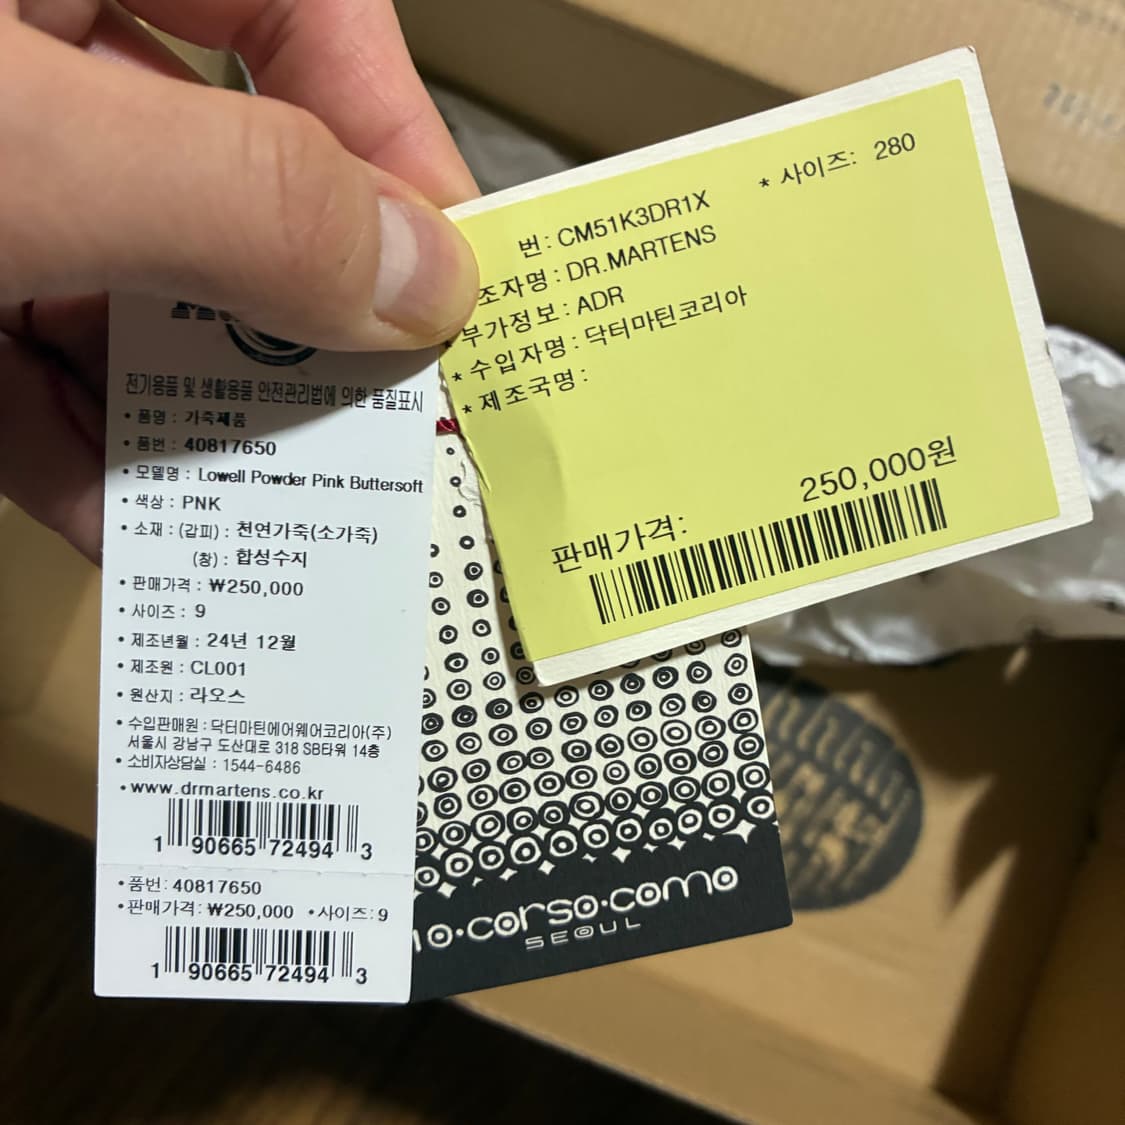 전기용품 및 생활용품 안전관리법에 의한 품질표시
• 품명 : 가죽제품
• 품번 : 40817650
• 모델명 : Lowell Powder Pink Buttersoft
• 색상 : PNK
• 소재 : (갑피) : 천연가죽(소가죽)
(창) : 합성수지
• 판매가격 : ₩250,000
• 사이즈 : 9
• 제조년월 : 24년 12월
• 제조원 : CL001
• 원산지 : 라오스
• 수입판매원 : 닥터마틴에어웨어코리아(주)
서울시 강남구 도산대로 318 SB타워 14층
• 소비자상담실 : 1544-6486
• www.drmartens.co.kr
1 90665 72494 3
• 품번: 40817650
• 판매가격: ₩250,000 • 사이즈: 9
1 90665 72494 3
* 사이즈: 280
번: CM51K3DR1X
조자명: DR.MARTENS
부가정보: ADR
* 수입자명: 닥터마틴코리아
* 제조국명:
판매가격: 250,000원
10·corso·como
SEOUL